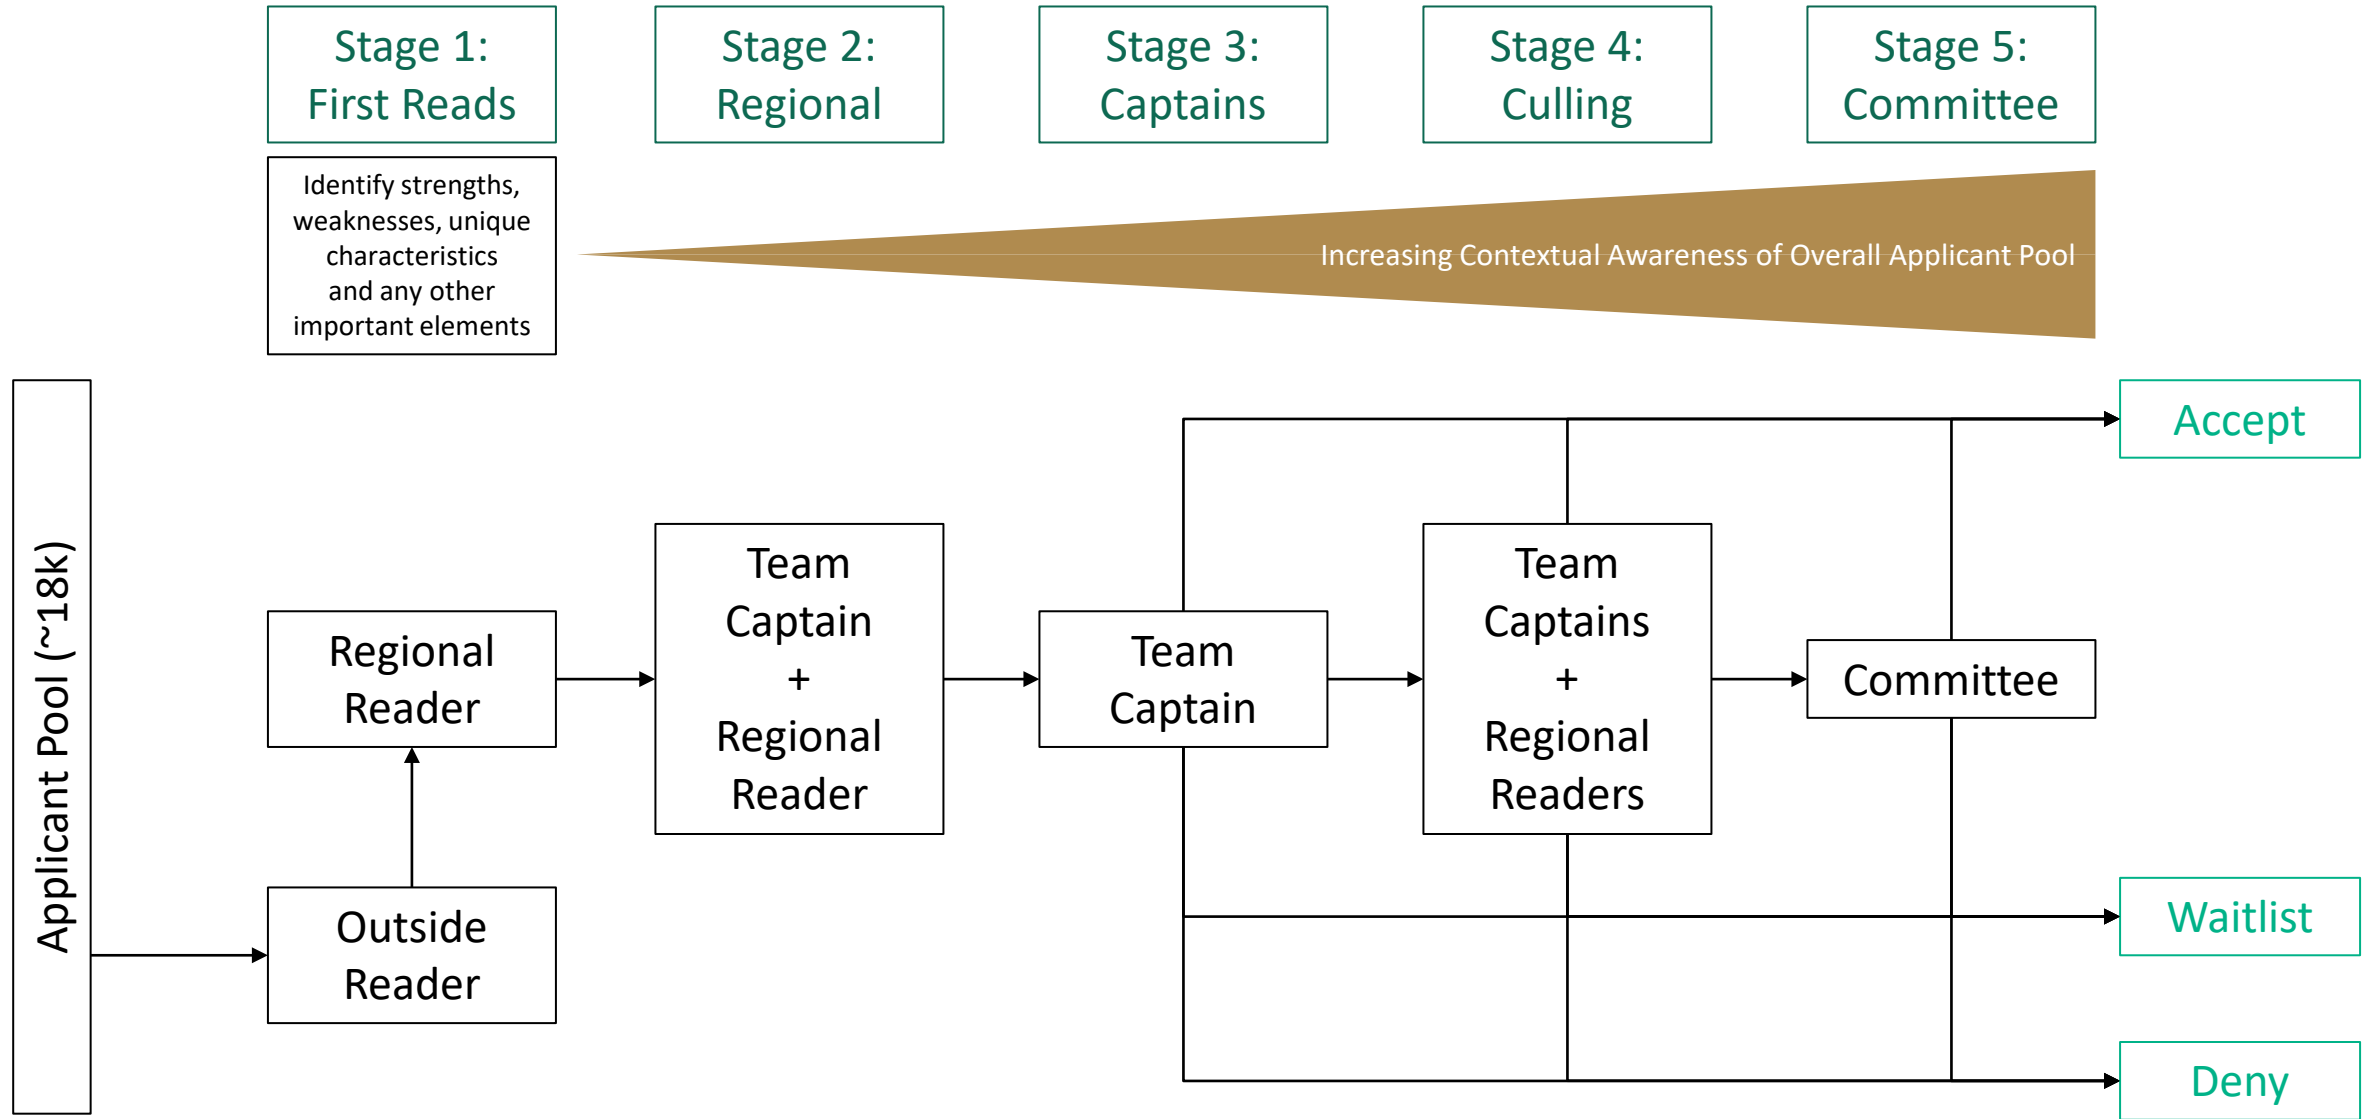 Stage 1:
First Reads
Stage 2:
Regional
Stage 3:
Captains
Stage 4:
Culling
Stage 5:
Committee
Identify strengths,
weaknesses, unique
characteristics
and any other
important elements
Increasing Contextual Awareness of Overall Applicant Pool
Applicant Pool (~18k)
Regional
Reader
Outside
Reader
Team
Captain
+
Regional
Reader
Team
Captain
Team
Captains
+
Regional
Readers
Committee
Accept
Waitlist
Deny